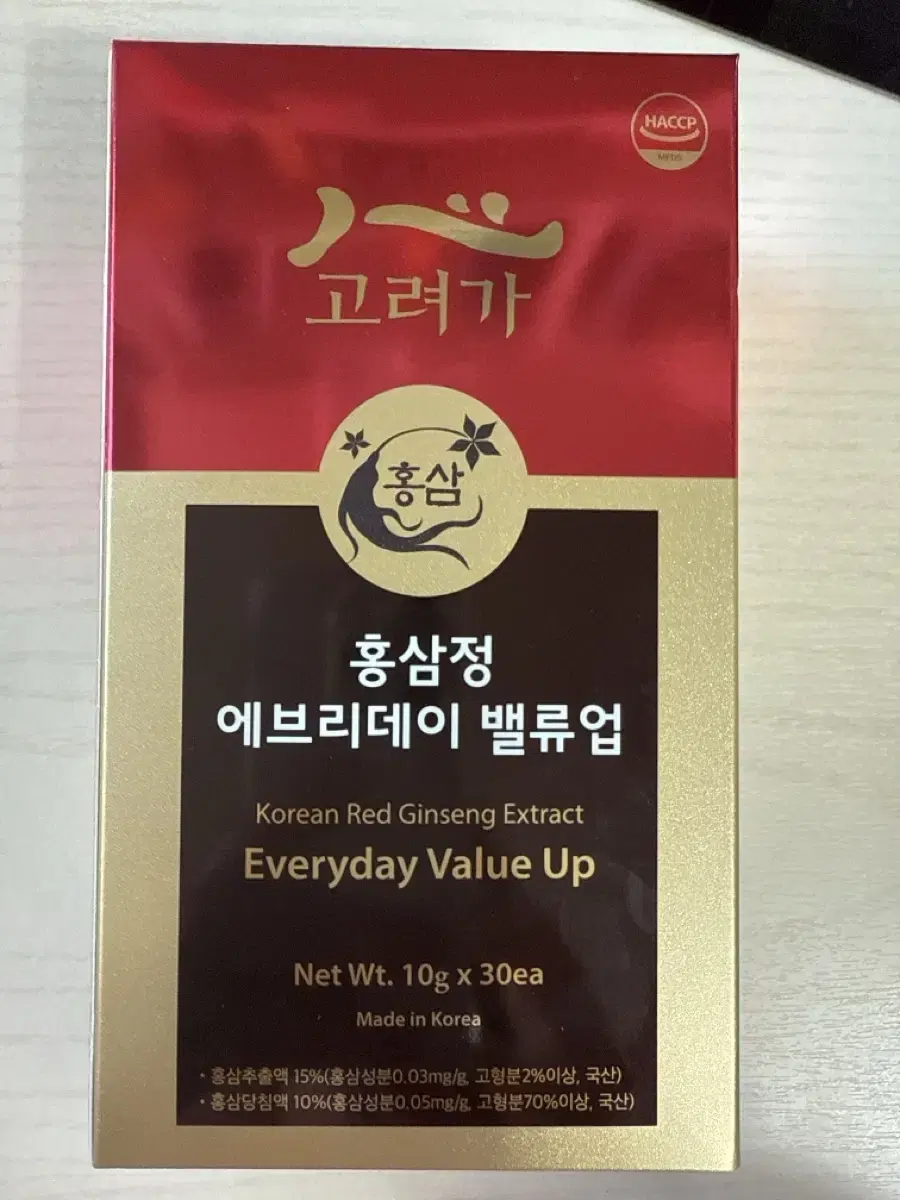 HACCP
고려가
홍삼
홍삼정
에브리데이 밸류업
Korean Red Ginseng Extract
Everyday Value Up
Net Wt. 10g x 30ea
Made in Korea
• 홍삼추출액 15%(홍삼성분0.03mg/g, 고형분2%이상, 국산)
• 홍삼당침액 10%(홍삼성분0.05mg/g, 고형분70%이상, 국산)